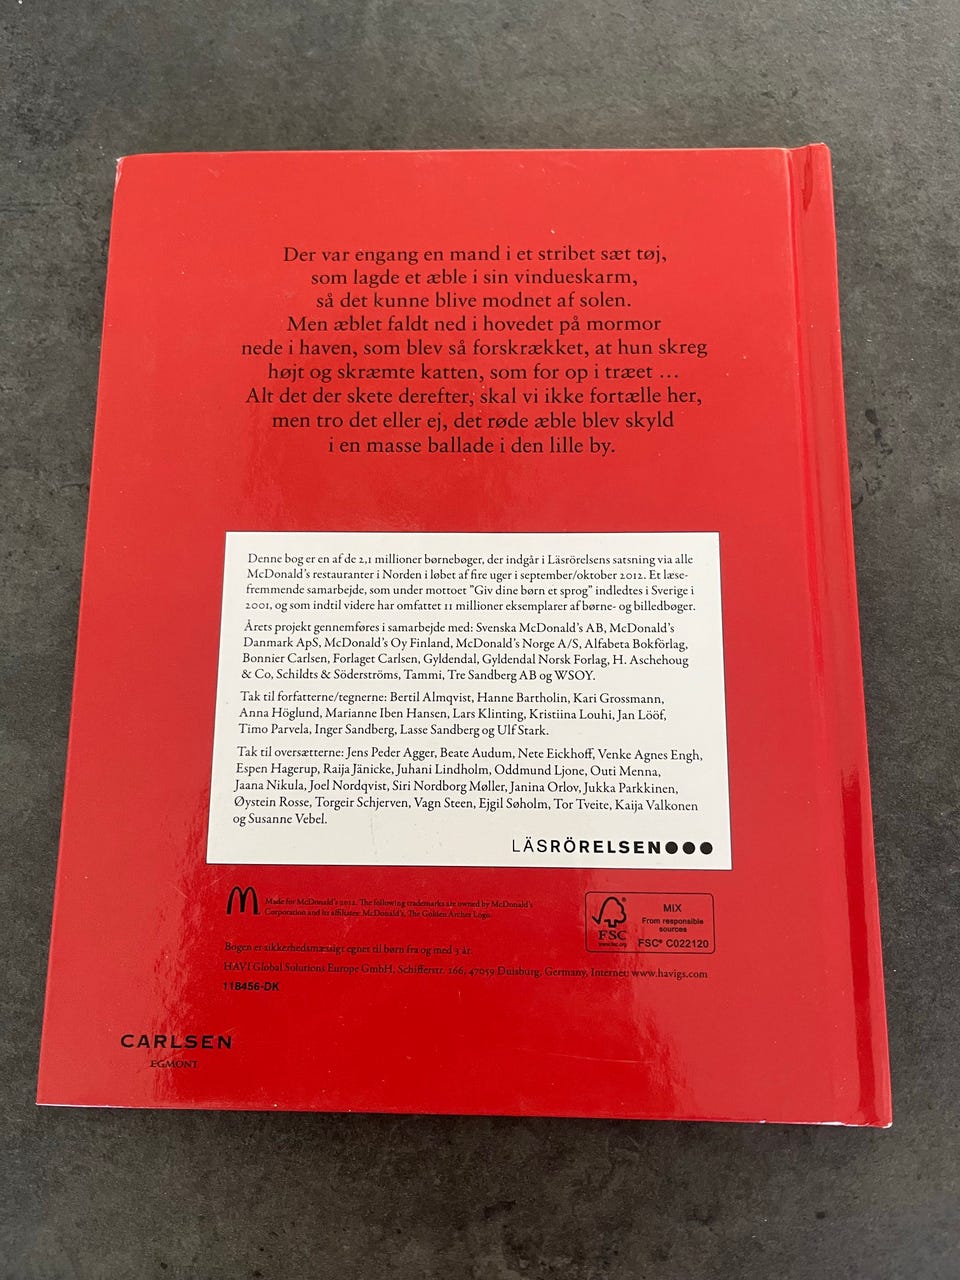 Der var engang en mand i et stribet sæt tøj,
som lagde et æble i sin vindueskarm,
så det kunne blive modnet af solen.
Men æblet faldt ned i hovedet på mormor
nede i haven, som blev så forskrækket, at hun skreg
højt og skræmte katten, som for op i træet ...
Alt det der skete derefter, skal vi ikke fortælle her,
men tro det eller ej, det røde æble blev skyld
i en masse ballade i den lille by.
Denne bog er en af de 2,1 millioner børnebøger, der indgår i Läsrörelsens satsning via alle
McDonald's restauranter i Norden i løbet af fire uger i september/oktober 2012. Et læse-
fremmende samarbejde, som under mottoet "Giv dine børn et sprog" indledtes i Sverige i
2001, og som indtil videre har omfattet 11 millioner eksemplarer af børne- og billedbøger.
Årets projekt gennemføres i samarbejde med: Svenska McDonald's AB, McDonald's
Danmark ApS, McDonald's Oy Finland, McDonald's Norge A/S, Alfabeta Bokförlag,
Bonnier Carlsen, Forlaget Carlsen, Gyldendal, Gyldendal Norsk Forlag, H. Aschehoug
& Co, Schildts & Söderströms, Tammi, Tre Sandberg AB og WSOY.
Tak til forfatterne/tegnerne: Bertil Almqvist, Hanne Bartholin, Kari Grossmann,
Anna Höglund, Marianne Iben Hansen, Lars Klinting, Kristiina Louhi, Jan Lööf,
Timo Parvela, Inger Sandberg, Lasse Sandberg og Ulf Stark.
Tak til oversætterne: Jens Peder Agger, Beate Audum, Nete Eickhoff, Venke Agnes Engh,
Espen Hagerup, Raija Jänicke, Juhani Lindholm, Oddmund Ljone, Outi Menna,
Jaana Nikula, Joel Nordqvist, Siri Nordborg Møller, Janina Orlov, Jukka Parkkinen,
Øystein Rosse, Torgeir Schjerven, Vagn Steen, Ejgil Søholm, Tor Tveite, Kaija Valkonen
og Susanne Vebel.
LÄSRÖRELSEN
Made for McDonald's 2012. The following trademarks are owned by McDonald's
Corporation and its affiliates: McDonald's, The Golden Arches Logo.
FSC
www.fsc.org
MIX
From responsible
sources
FSC® C022120
Bogen er sikkerhedsmæssigt egnet til børn fra og med 3 år.
HAVI Global Solutions Europe GmbH, Schifferstr. 166, 47059 Duisburg, Germany, Internet: www.havigs.com
118456-DK
CARLSEN
EGMONT